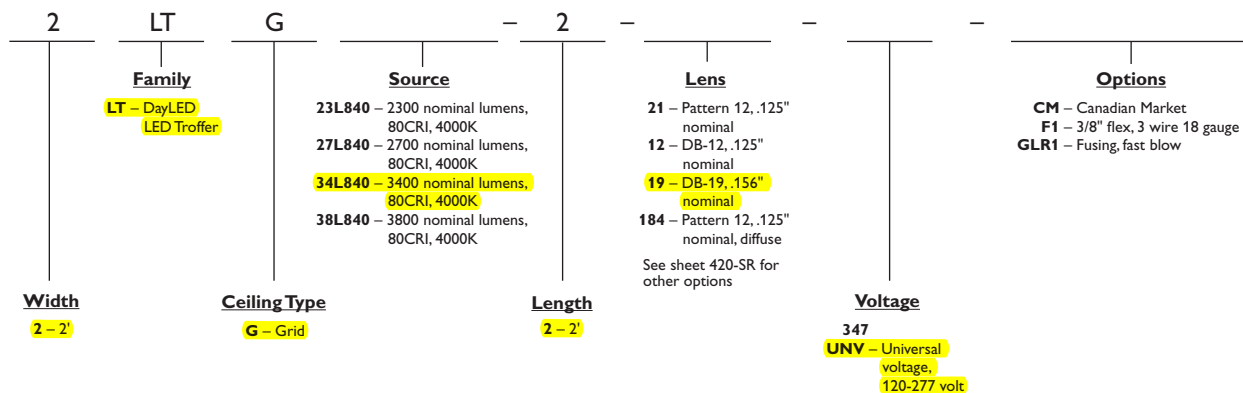 2 LT G – 2 – – –
Family
LT – DayLED
LED Troffer
Source
23L840 – 2300 nominal lumens,
80CRI, 4000K
27L840 – 2700 nominal lumens,
80CRI, 4000K
34L840 – 3400 nominal lumens,
80CRI, 4000K
38L840 – 3800 nominal lumens,
80CRI, 4000K
Lens
21 – Pattern 12, .125"
nominal
12 – DB-12, .125"
nominal
19 – DB-19, .156"
nominal
184 – Pattern 12, .125"
nominal, diffuse
See sheet 420-SR for
other options
Options
CM – Canadian Market
F1 – 3/8" flex, 3 wire 18 gauge
GLR1 – Fusing, fast blow
Width
2 – 2'
Ceiling Type
G – Grid
Length
2 – 2'
Voltage
347
UNV – Universal
voltage,
120-277 volt